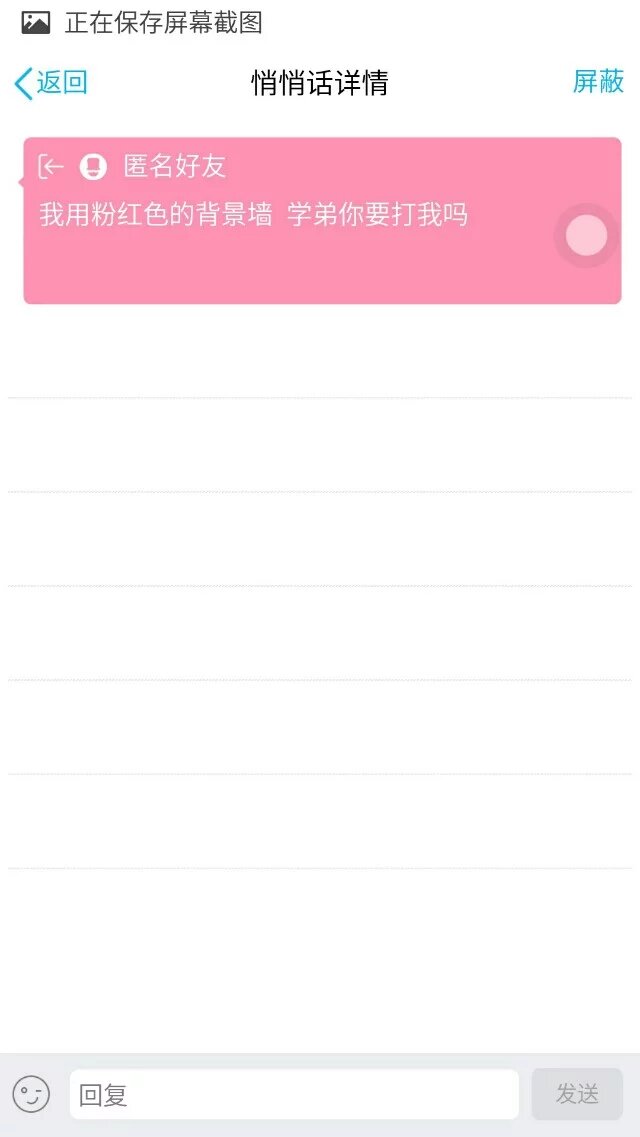 正在保存屏幕截图
返回 悄悄话详情 屏蔽
匿名好友
我用粉红色的背景墙 学弟你要打我吗
回复 发送